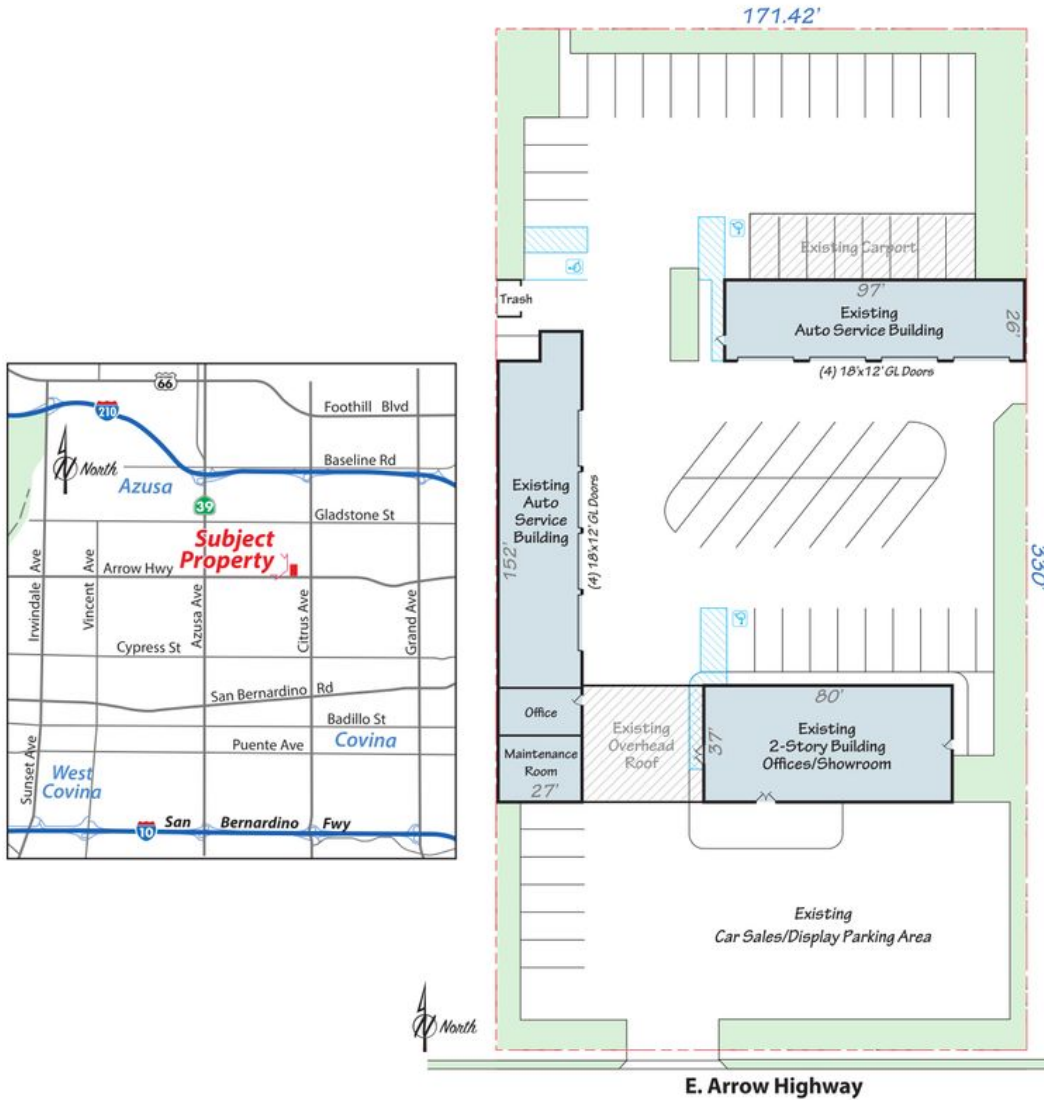 171.42'
Existing Carport
Trash
97'
Existing
Auto Service Building
26'
(4) 18'x12' GL Doors
66
210
Foothill Blvd
North
Baseline Rd
Azusa
39
Gladstone St
Subject
Property
Irwindale Ave
Vincent Ave
Arrow Hwy
Azusa Ave
Citrus Ave
Grand Ave
Cypress St
San Bernardino Rd
Badillo St
Covina
Puente Ave
Sunset Ave
West
Covina
10
San Bernardino Fwy
Existing
Auto
Service
Building
152'
(4) 18'x12' GL Doors
330'
Office
Maintenance
Room
27'
Existing
Overhead
Roof
37'
80'
Existing
2-Story Building
Offices/Showroom
Existing
Car Sales/Display Parking Area
North
E. Arrow Highway